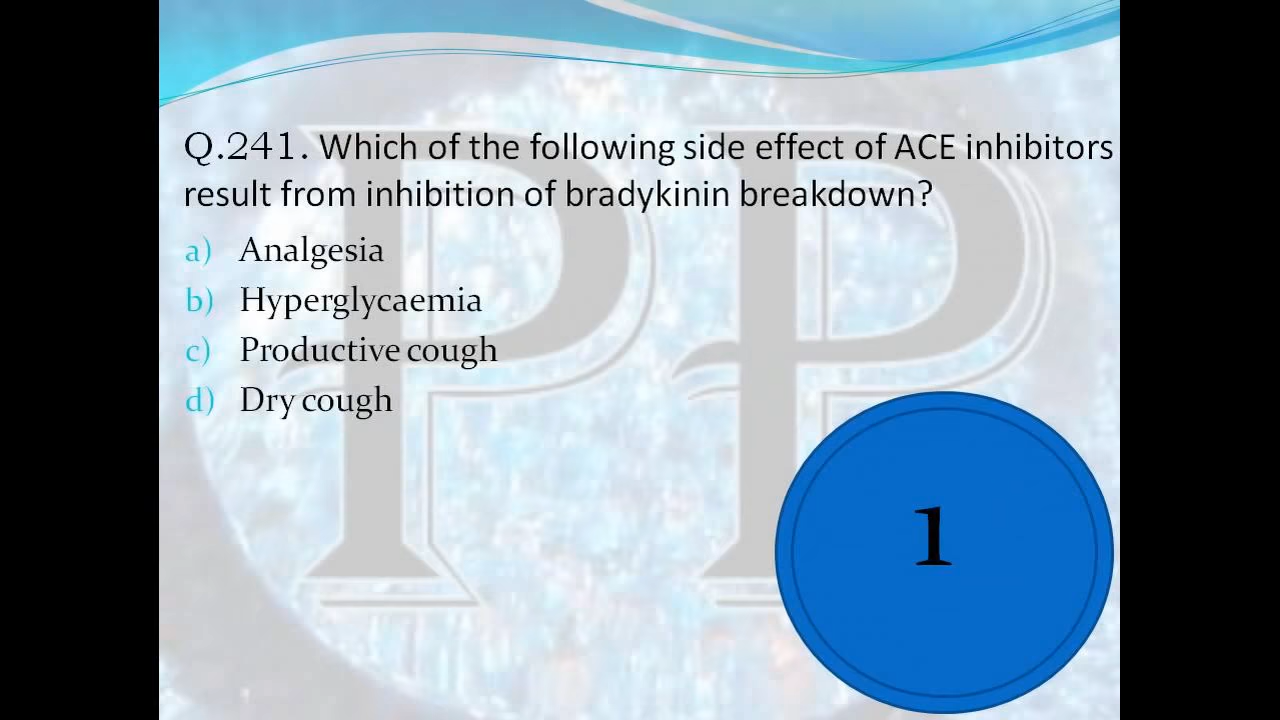 Q.241. Which of the following side effect of ACE inhibitors
result from inhibition of bradykinin breakdown?
a) Analgesia
b) Hyperglycaemia
c) Productive cough
d) Dry cough
1
PP